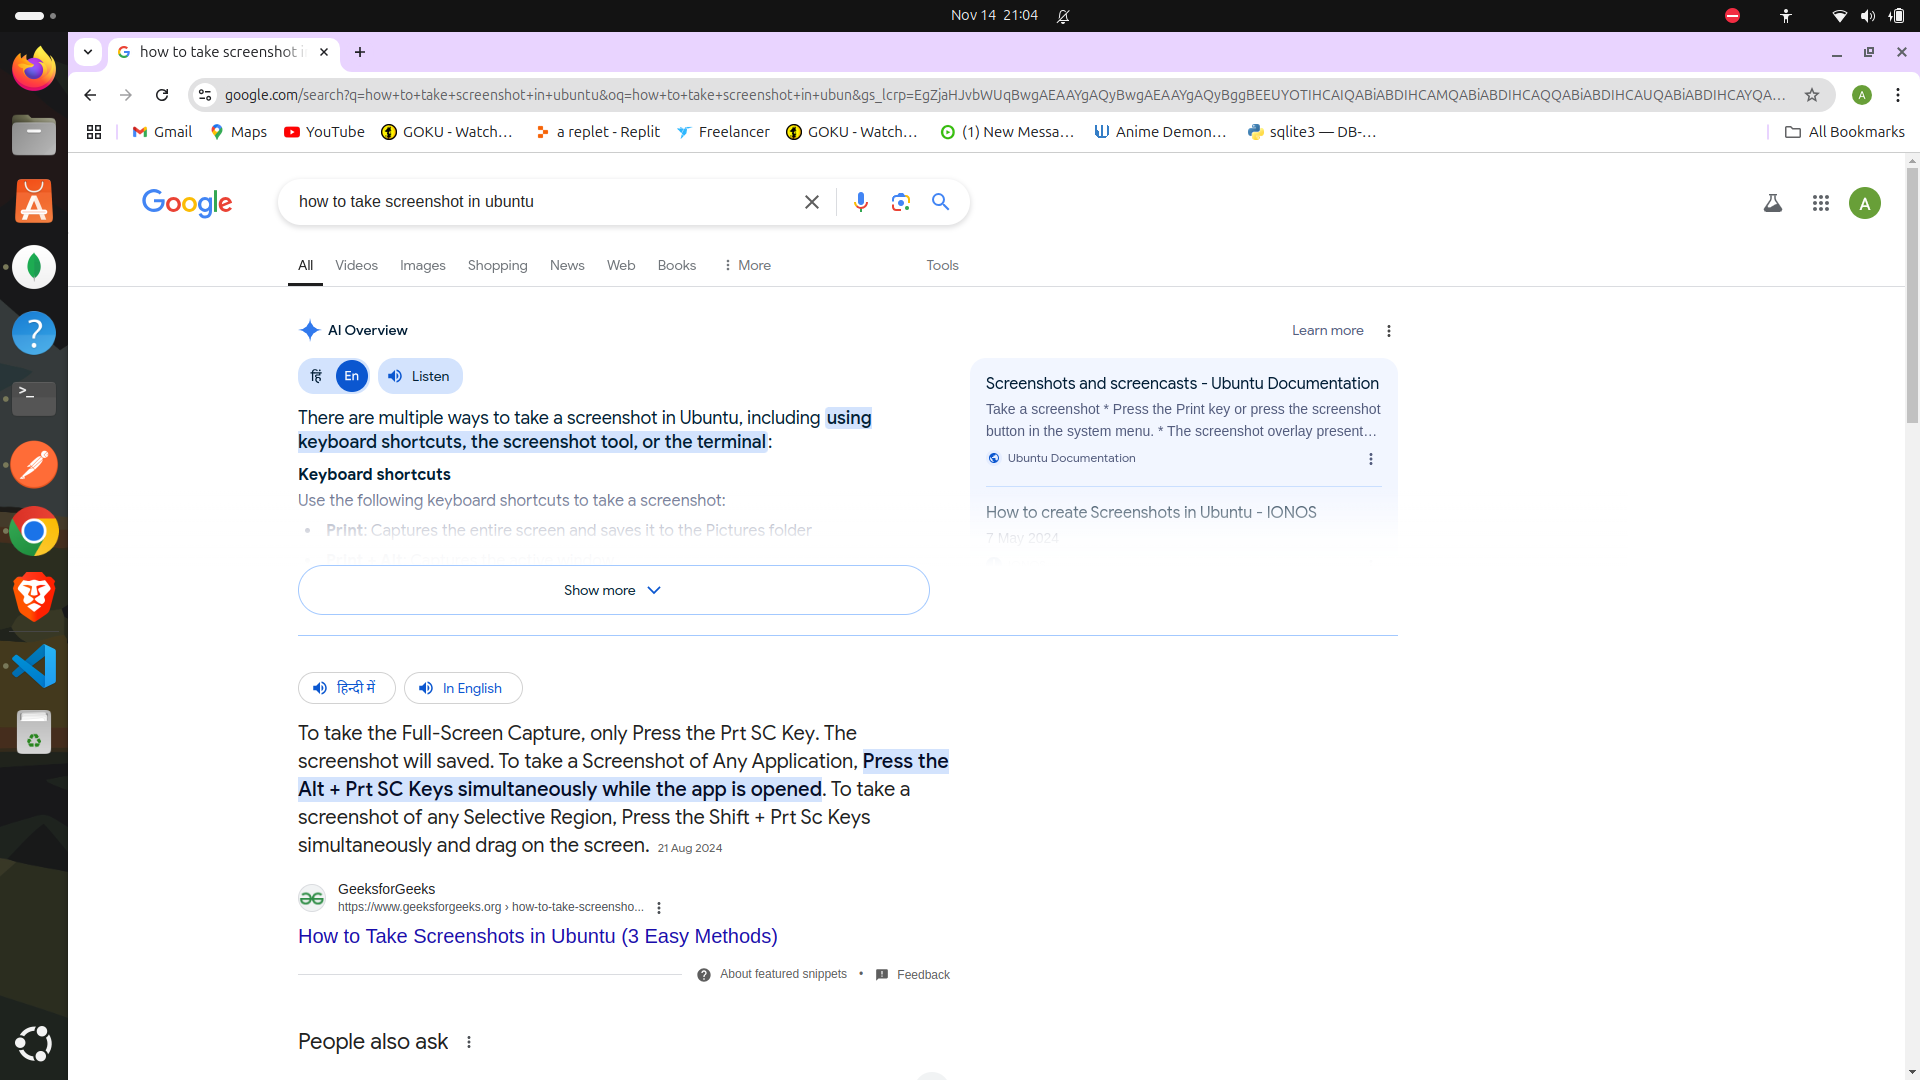 Nov 14 21:04
how to take screenshot i
google.com/search?q=how+to+take+screenshot+in+ubuntu&oq=how+to+take+screenshot+in+ubun&gs_lcrp=EgZjaHJvbWUqBwgAEAAYgAQyBwgAEAAYgAQyBggBEEUYOTIHCAIQABiABDIHCAMQABiABDIHCAQQABiABDIHCAUQABiABDIHCAYQA...
A
Gmail
Maps
YouTube
GOKU - Watch...
a replet - Replit
Freelancer
GOKU - Watch...
(1) New Messa...
Anime Demon...
sqlite3 — DB-...
All Bookmarks
Google
how to take screenshot in ubuntu
A
All
Videos
Images
Shopping
News
Web
Books
More
Tools
AI Overview
Learn more
हिं
En
Listen
There are multiple ways to take a screenshot in Ubuntu, including using
keyboard shortcuts, the screenshot tool, or the terminal:
Keyboard shortcuts
Use the following keyboard shortcuts to take a screenshot:
• Print: Captures the entire screen and saves it to the Pictures folder
Screenshots and screencasts - Ubuntu Documentation
Take a screenshot * Press the Print key or press the screenshot
button in the system menu. * The screenshot overlay present...
Ubuntu Documentation
How to create Screenshots in Ubuntu - IONOS
7 May 2024
Show more
हिन्दी में
In English
To take the Full-Screen Capture, only Press the Prt SC Key. The
screenshot will saved. To take a Screenshot of Any Application, Press the
Alt + Prt SC Keys simultaneously while the app is opened. To take a
screenshot of any Selective Region, Press the Shift + Prt Sc Keys
simultaneously and drag on the screen. 21 Aug 2024
GeeksforGeeks
https://www.geeksforgeeks.org › how-to-take-screensho...
How to Take Screenshots in Ubuntu (3 Easy Methods)
About featured snippets • Feedback
People also ask